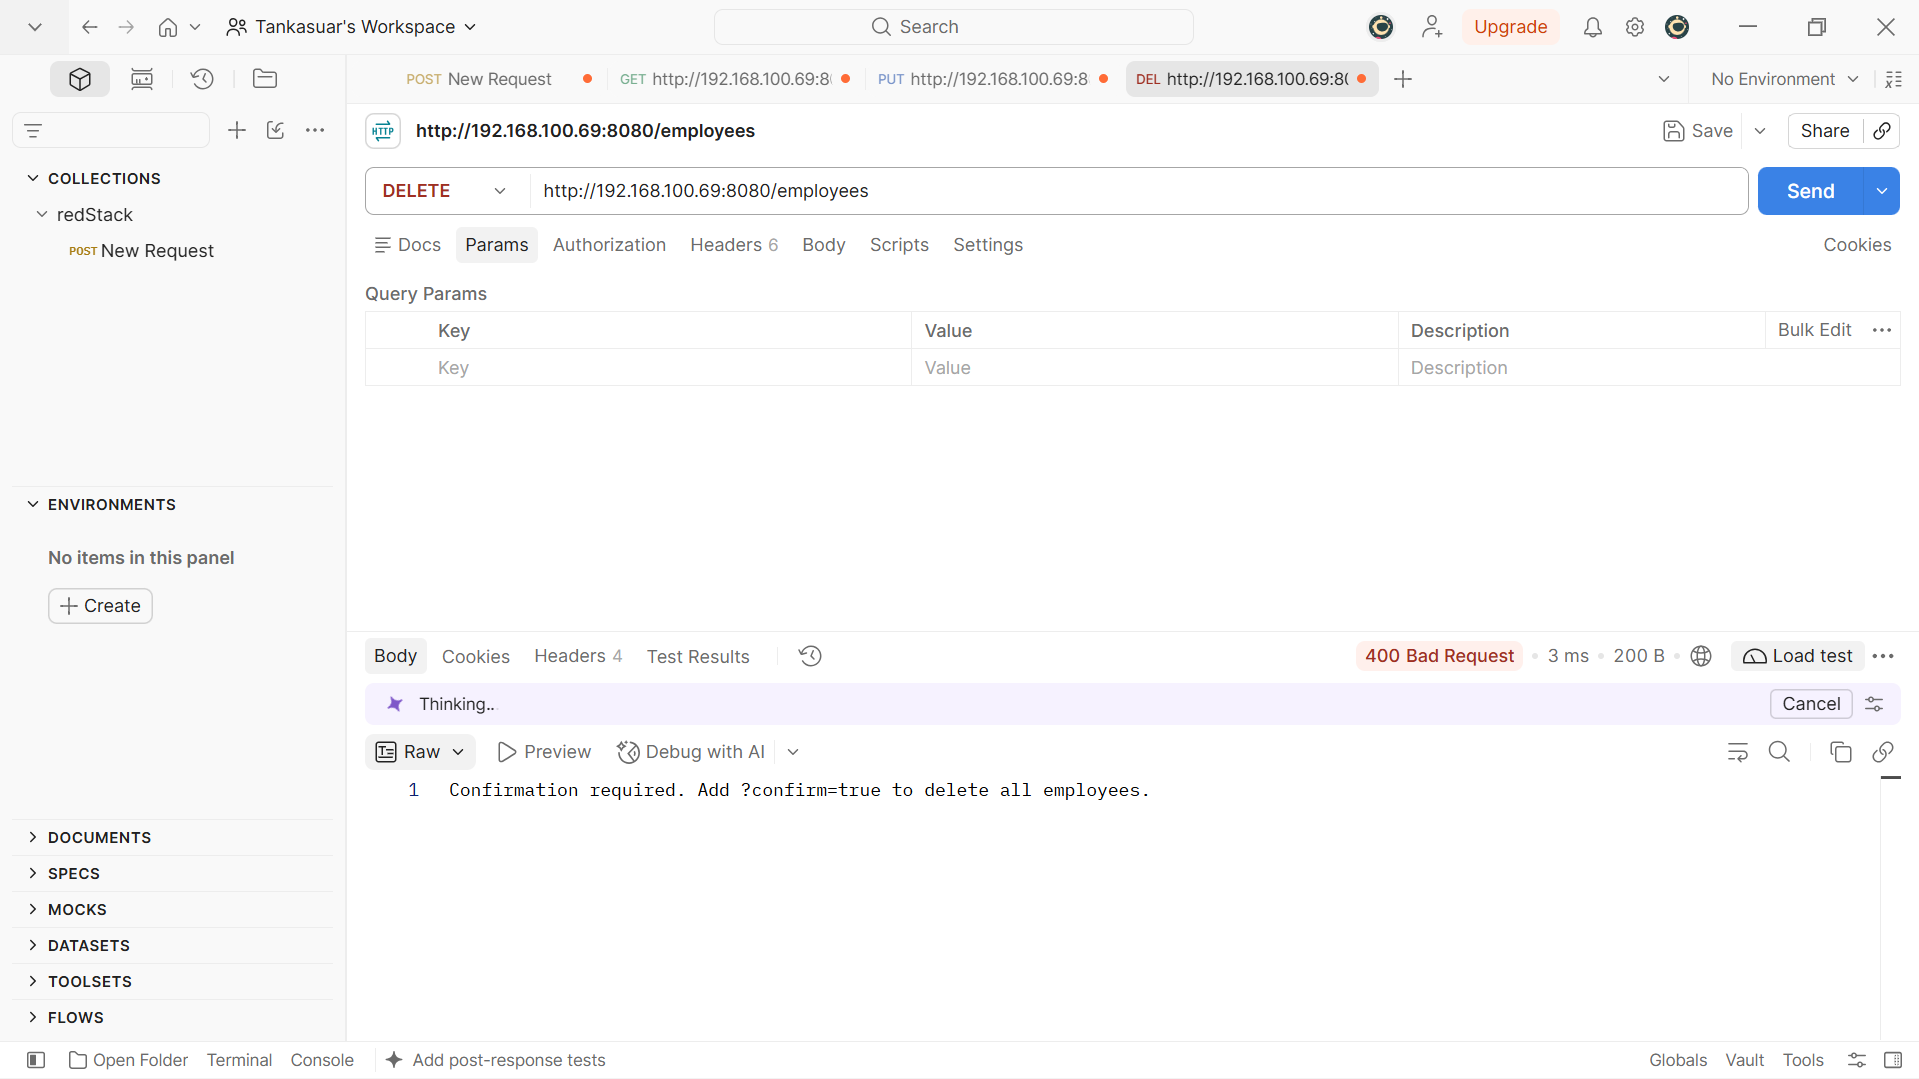 Tankasuar's Workspace
Search
Upgrade
POST New Request
GET http://192.168.100.69:8
PUT http://192.168.100.69:8
DEL http://192.168.100.69:80
No Environment
HTTP http://192.168.100.69:8080/employees
Save
Share
DELETE
http://192.168.100.69:8080/employees
Send
COLLECTIONS
redStack
POST New Request
Docs
Params
Authorization
Headers 6
Body
Scripts
Settings
Cookies
Query Params
Key
Value
Description
Bulk Edit
Key
Value
Description
ENVIRONMENTS
No items in this panel
Create
Body
Cookies
Headers 4
Test Results
400 Bad Request
3 ms
200 B
Load test
Thinking..
Cancel
Raw
Preview
Debug with AI
1 Confirmation required. Add ?confirm=true to delete all employees.
DOCUMENTS
SPECS
MOCKS
DATASETS
TOOLSETS
FLOWS
Open Folder
Terminal
Console
Add post-response tests
Globals
Vault
Tools